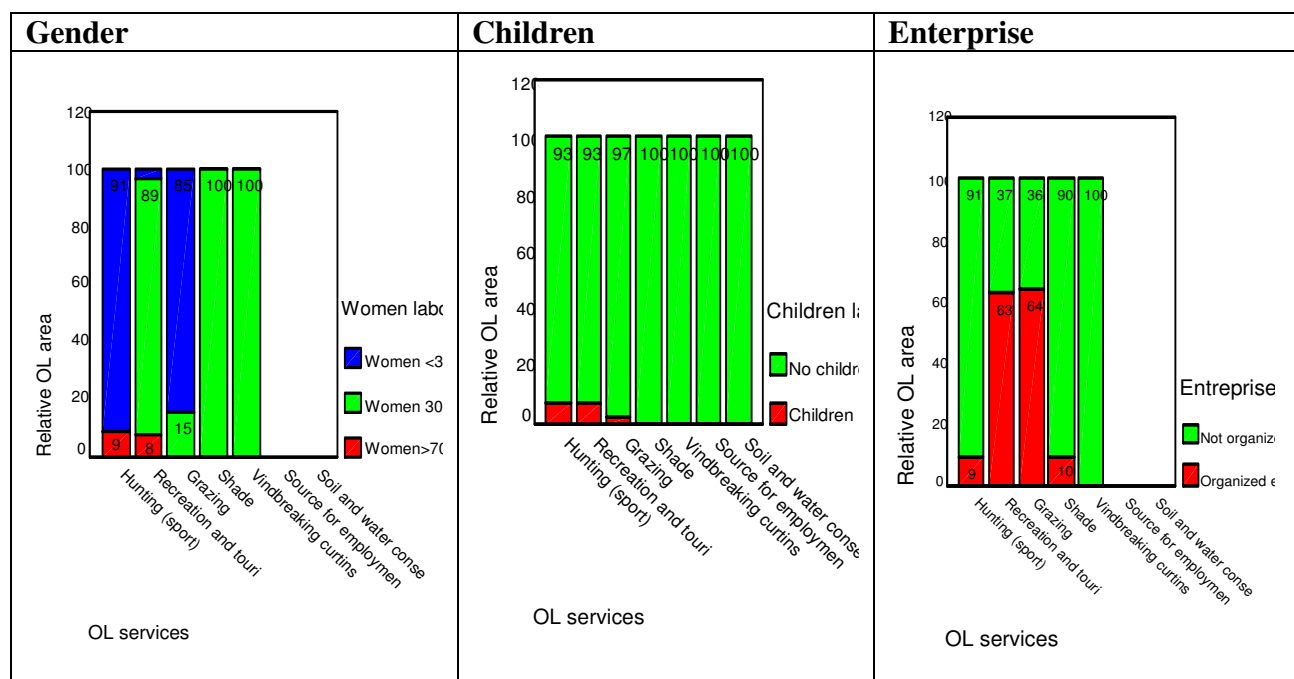 Gender
Children
Enterprise
120
100
80
60
40
20
0
Relative OL area
91
9
89
8
85
15
100
100
Women labo
Women <3
Women 30
Women>70
Hunting (sport)
Recreation and touri
Grazing
Shade
Vindbreaking curtins
Source for employmen
Soil and water conse
OL services
120
100
80
60
40
20
0
Relative OL area
93
93
97
100
100
100
100
Children la
No childre
Children
Hunting (sport)
Recreation and touri
Grazing
Shade
Vindbreaking curtins
Source for employmen
Soil and water conse
OL services
120
100
80
60
40
20
0
Relative OL area
91
9
37
63
36
64
90
10
100
Entreprise
Not organize
Organized e
Hunting (sport)
Recreation and touri
Grazing
Shade
Vindbreaking curtins
Source for employmen
Soil and water conse
OL services